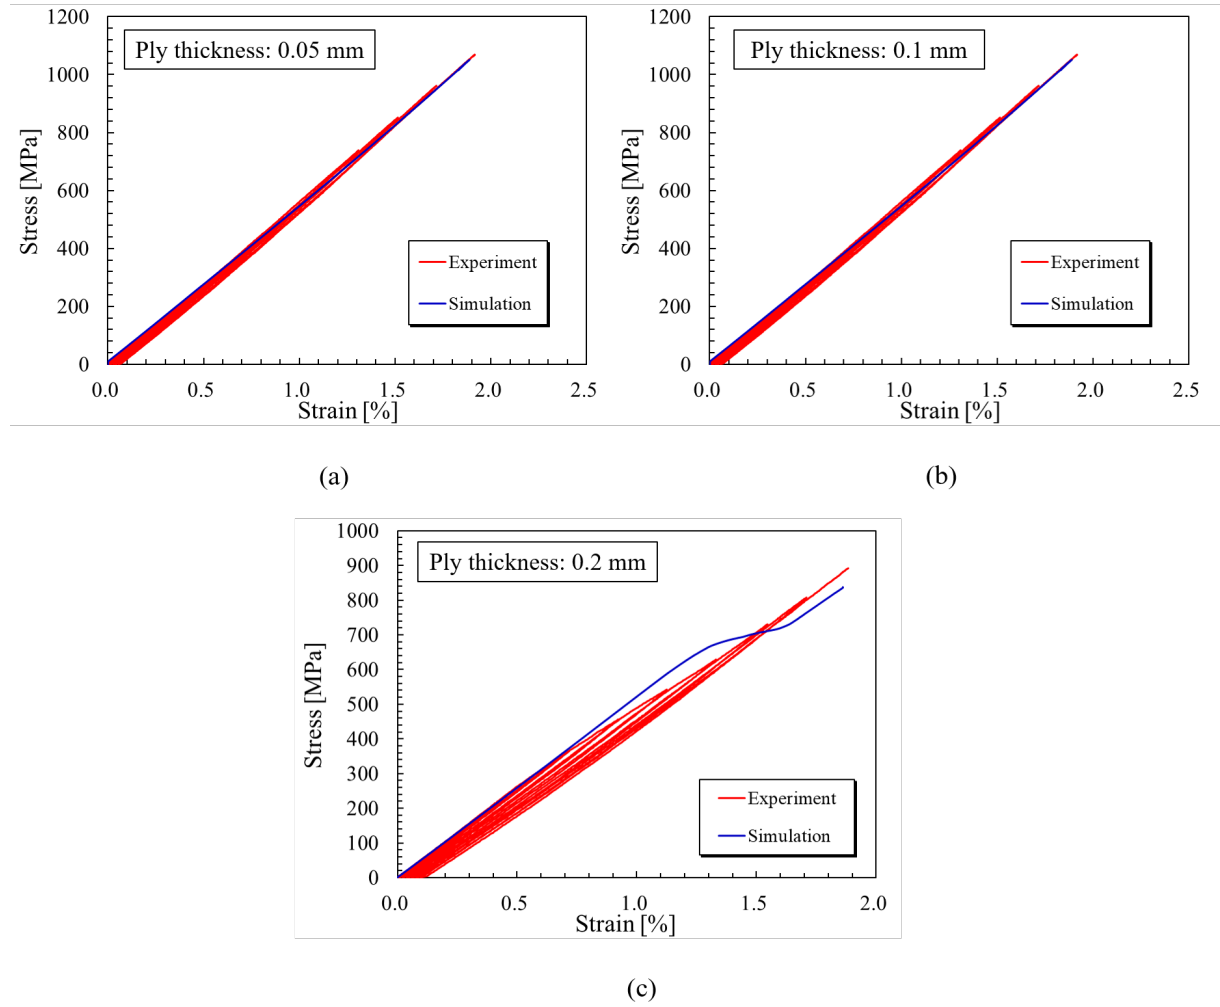 Ply thickness: 0.05 mm
Stress [MPa]
1200
1000
800
600
400
200
0
0.0 0.5 1.0 1.5 2.0 2.5
Strain [%]
Experiment
Simulation
(a)
Ply thickness: 0.1 mm
Stress [MPa]
1200
1000
800
600
400
200
0
0.0 0.5 1.0 1.5 2.0 2.5
Strain [%]
Experiment
Simulation
(b)
Ply thickness: 0.2 mm
Stress [MPa]
1000
900
800
700
600
500
400
300
200
100
0
0.0 0.5 1.0 1.5 2.0
Strain [%]
Experiment
Simulation
(c)